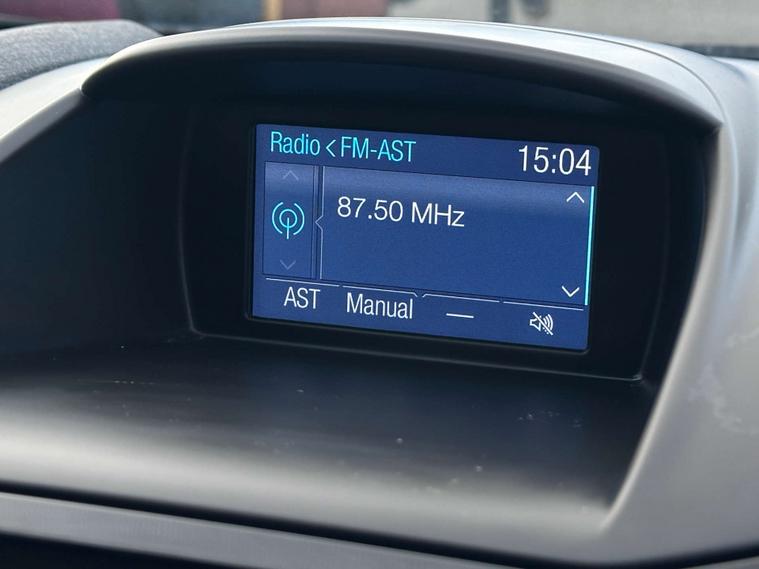 Radio < FM-AST 15:04
87.50 MHz
AST Manual —